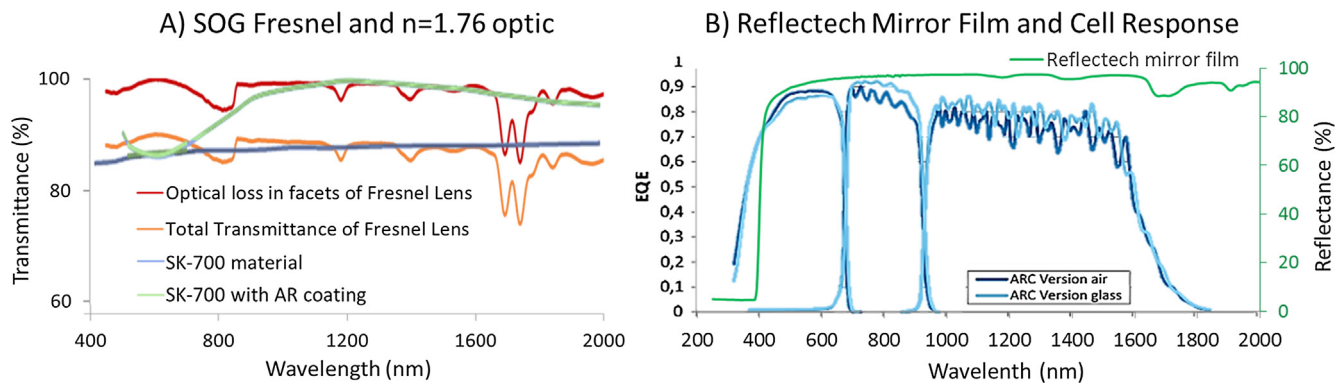 A) SOG Fresnel and n=1.76 optic
100
80
60
Transmittance (%)
Optical loss in facets of Fresnel Lens
Total Transmittance of Fresnel Lens
SK-700 material
SK-700 with AR coating
400 800 1200 1600 2000
Wavelength (nm)
B) Reflectech Mirror Film and Cell Response
Reflectech mirror film
1
0,9
0,8
0,7
0,6
0,5
0,4
0,3
0,2
0,1
0
EQE
ARC Version air
ARC Version glass
100
80
60
40
20
0
Reflectance (%)
200 400 600 800 1000 1200 1400 1600 1800 2000
Wavelenth (nm)